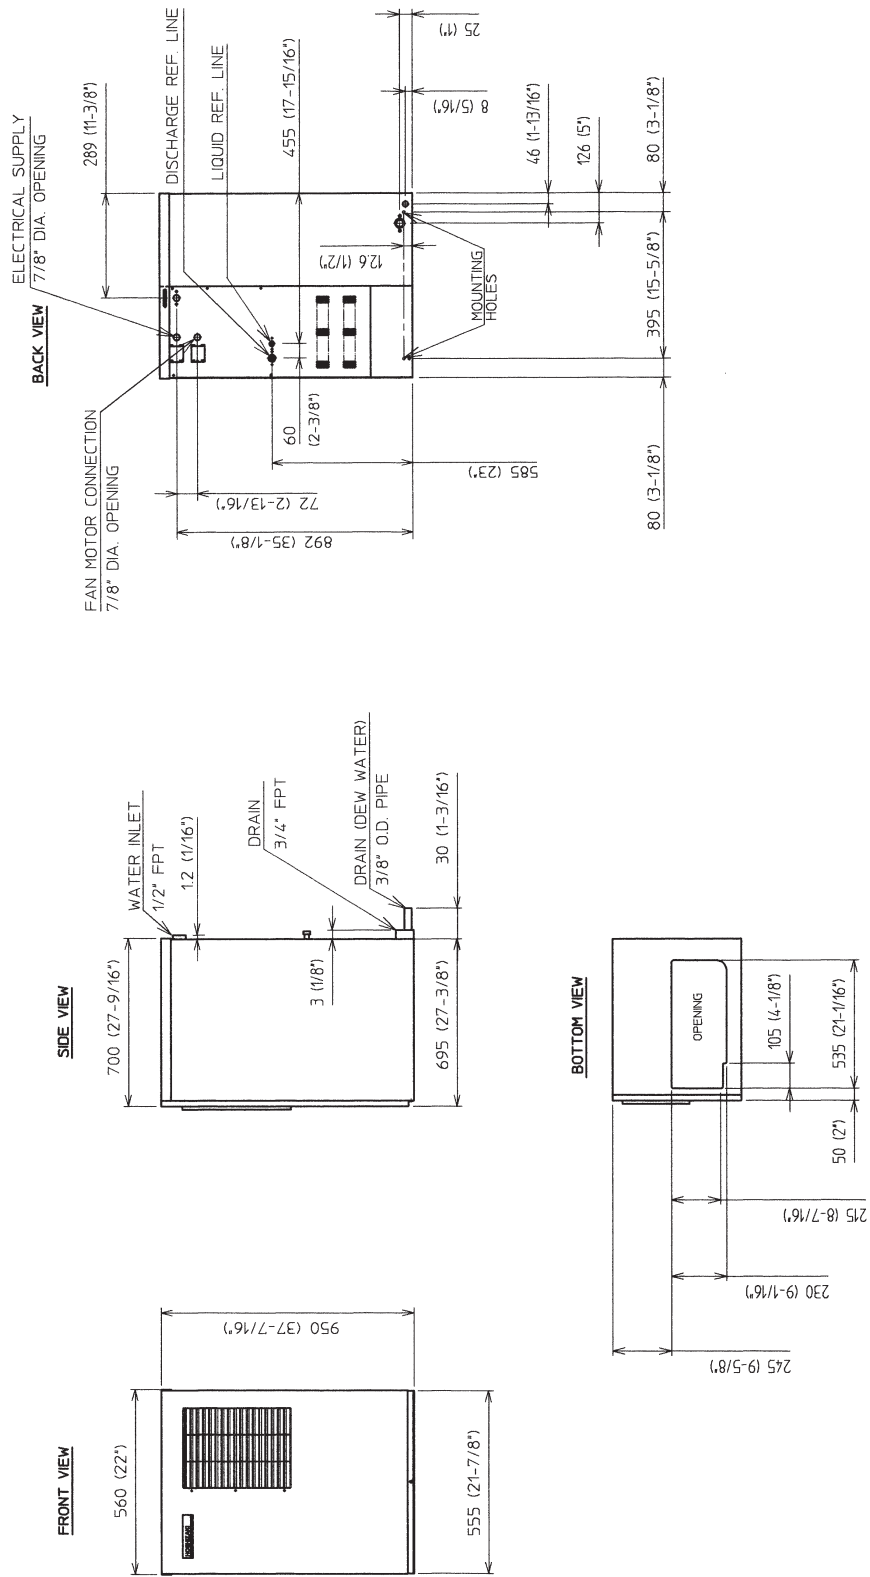 FRONT VIEW
560 (22")
950 (37-7/16")
555 (21-7/8")
SIDE VIEW
700 (27-9/16")
WATER INLET
1/2" FPT
1.2 (1/16")
DRAIN
3/4" FPT
3 (1/8")
DRAIN (DEW WATER)
3/8" O.D. PIPE
30 (1-3/16")
695 (27-3/8")
BACK VIEW
ELECTRICAL SUPPLY
7/8" DIA. OPENING
289 (11-3/8")
FAN MOTOR CONNECTION
7/8" DIA. OPENING
DISCHARGE REF. LINE
LIQUID REF. LINE
455 (17-15/16")
60
(2-3/8")
72 (2-13/16")
892 (35-1/8")
585 (23")
12.6 (1/2")
MOUNTING
HOLES
25 (1")
8 (5/16")
46 (1-13/16")
126 (5")
80 (3-1/8")
395 (15-5/8")
80 (3-1/8")
BOTTOM VIEW
OPENING
105 (4-1/8")
535 (21-1/16")
50 (2")
215 (8-7/16")
230 (9-1/16")
245 (9-5/8")